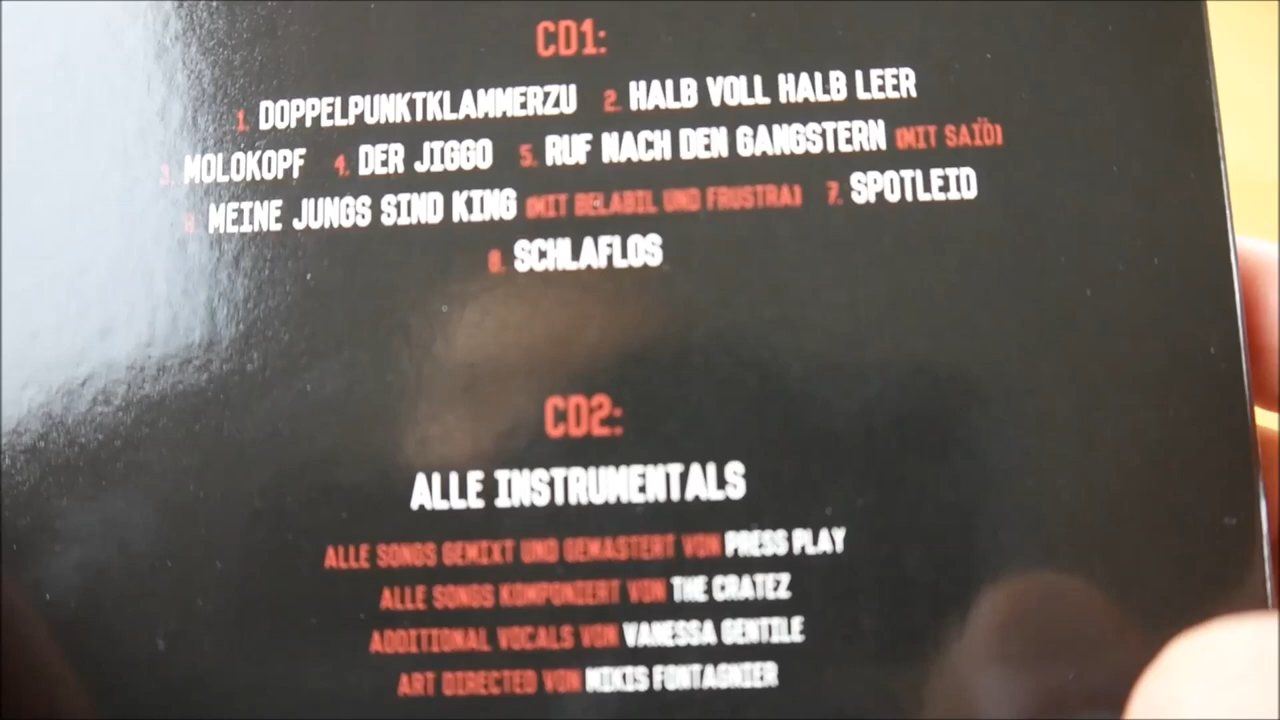 CD1:
1. DOPPELPUNKTKLAMMERZU 2. HALB VOLL HALB LEER
3. MOLOKOPF 4. DER JIGGO 5. RUF NACH DEN GANGSTERN (MIT SAÏD)
6. MEINE JUNGS SIND KING (MIT BELABIL UND FRUSTRA) 7. SPOTLEID
8. SCHLAFLOS
CD2:
ALLE INSTRUMENTALS
ALLE SONGS GEMIXT UND GEMASTERT VON PRESS PLAY
ALLE SONGS KOMPONIERT VON THE CRATEZ
ADDITIONAL VOCALS VON VANESSA GENTILE
ART DIRECTED VON MIKIS FONTAGNIER